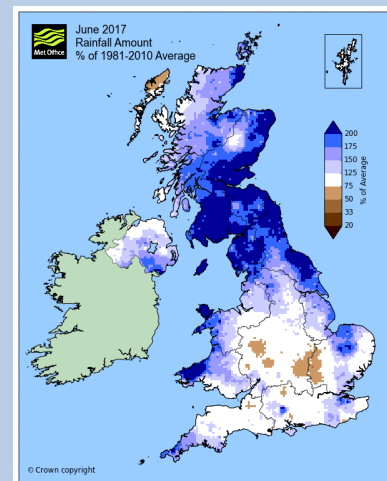 Met Office
June 2017
Rainfall Amount
% of 1981-2010 Average
200
175
150
125
75
50
33
20
% of Average
© Crown copyright